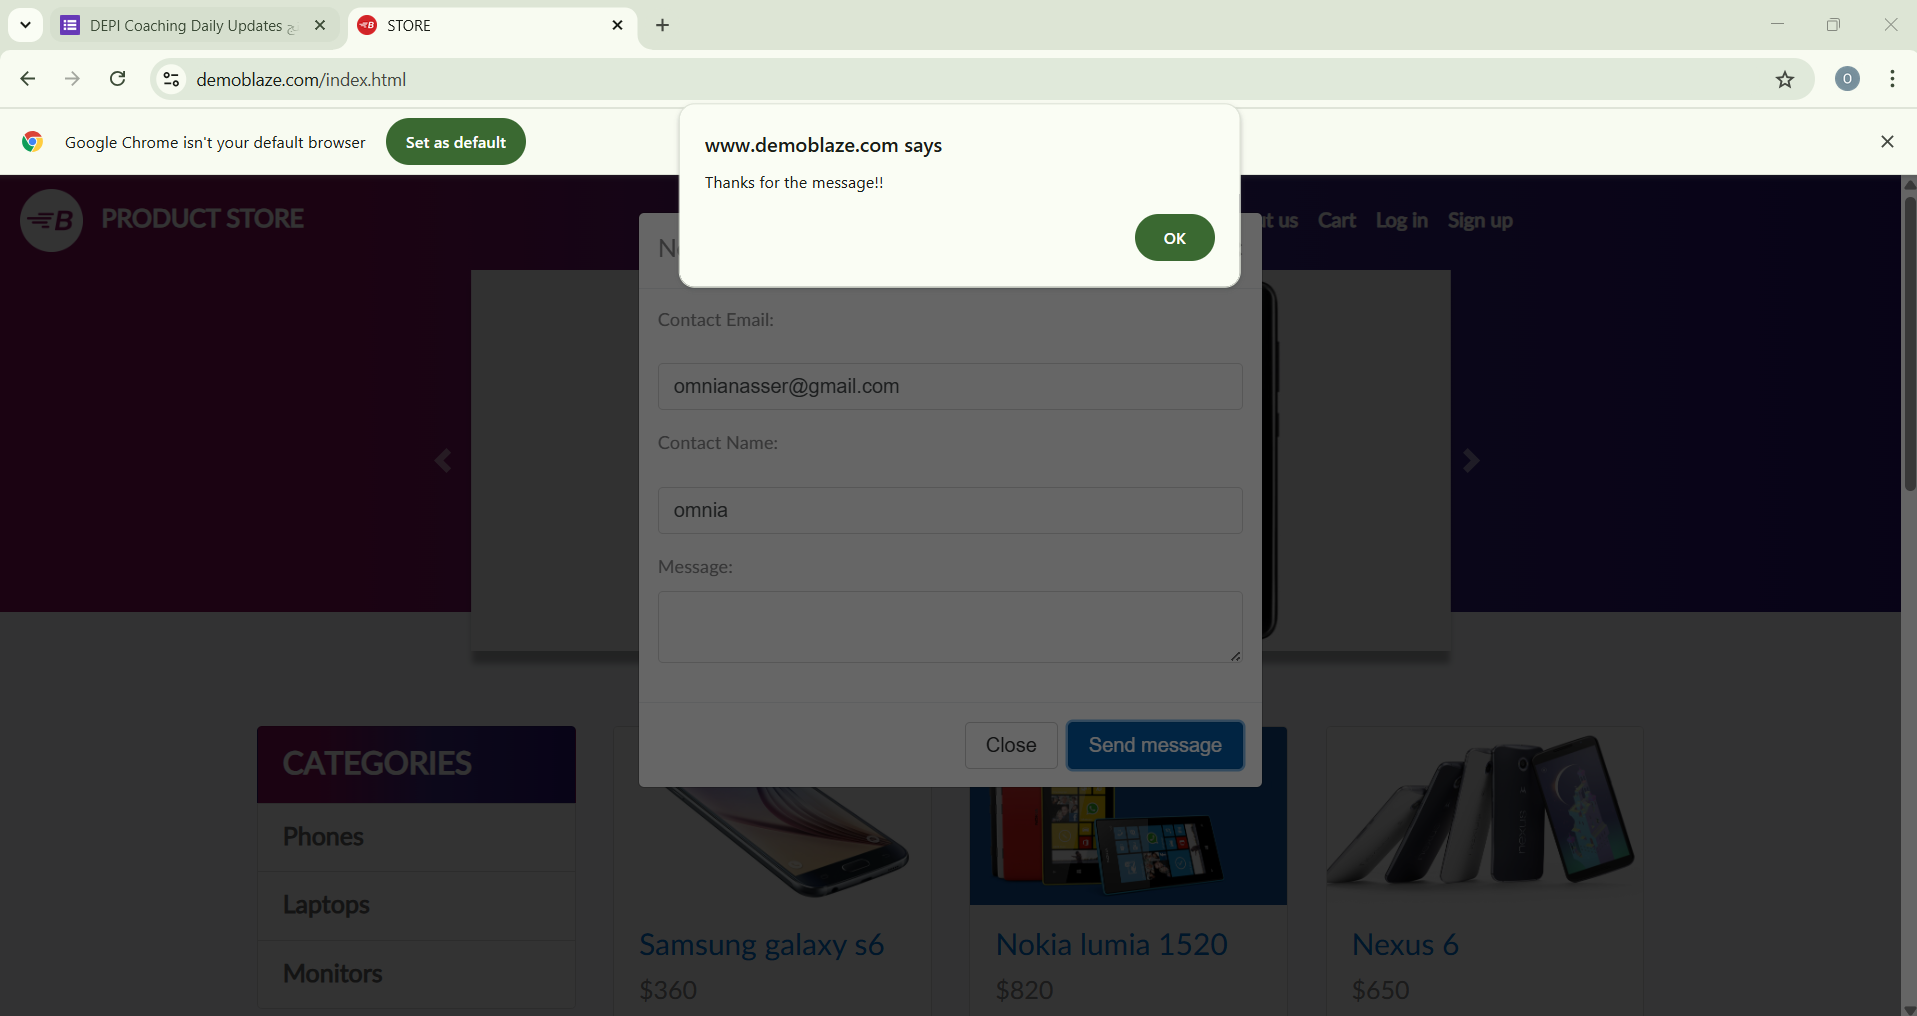 DEPI Coaching Daily Updates
STORE
demoblaze.com/index.html
O
Google Chrome isn't your default browser
Set as default
www.demoblaze.com says
Thanks for the message!!
OK
B
PRODUCT STORE
t us
Cart
Log in
Sign up
Contact Email:
omnianasser@gmail.com
Contact Name:
omnia
Message:
Close
Send message
CATEGORIES
Phones
Laptops
Monitors
Samsung galaxy s6
$360
Nokia lumia 1520
$820
Nexus 6
$650